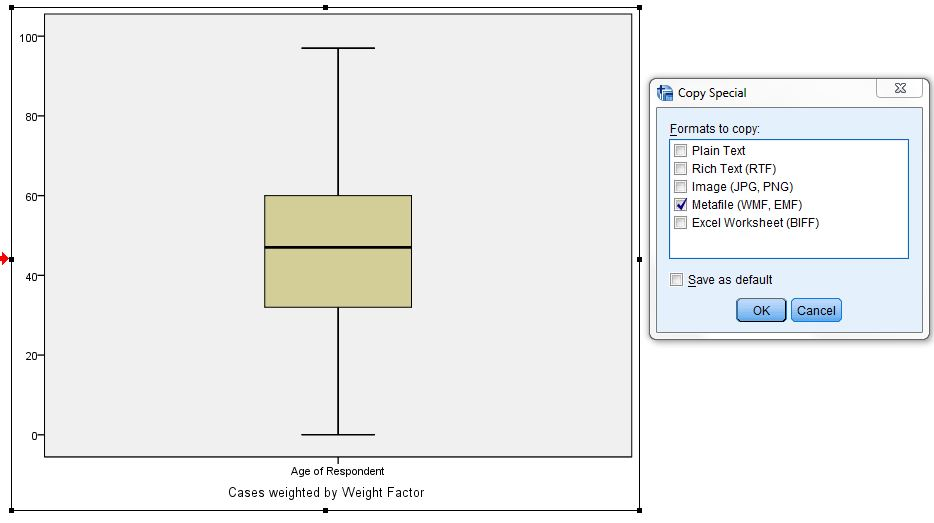 100
80
60
40
20
0
Age of Respondent
Cases weighted by Weight Factor
Copy Special
Formats to copy:
Plain Text
Rich Text (RTF)
Image (JPG, PNG)
Metafile (WMF, EMF)
Excel Worksheet (BIFF)
Save as default
OK Cancel